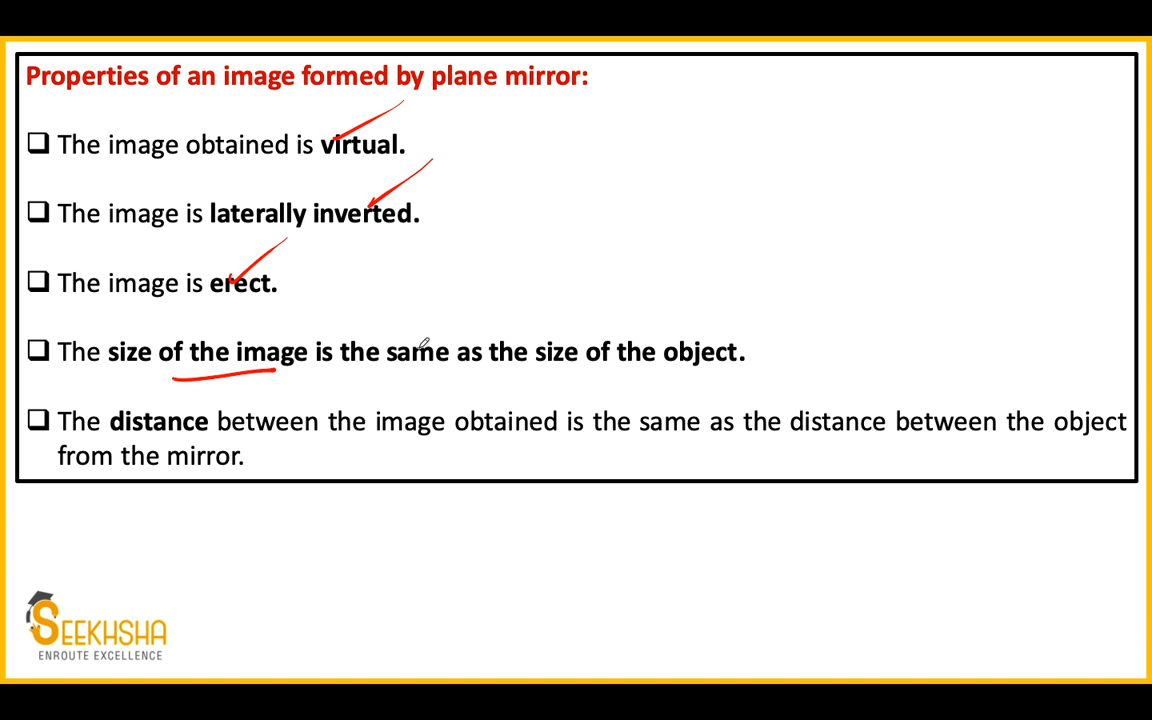 Properties of an image formed by plane mirror:
The image obtained is virtual.
The image is laterally inverted.
The image is erect.
The size of the image is the same as the size of the object.
The distance between the image obtained is the same as the distance between the object
from the mirror.
SEEKHSHA
ENROUTE EXCELLENCE